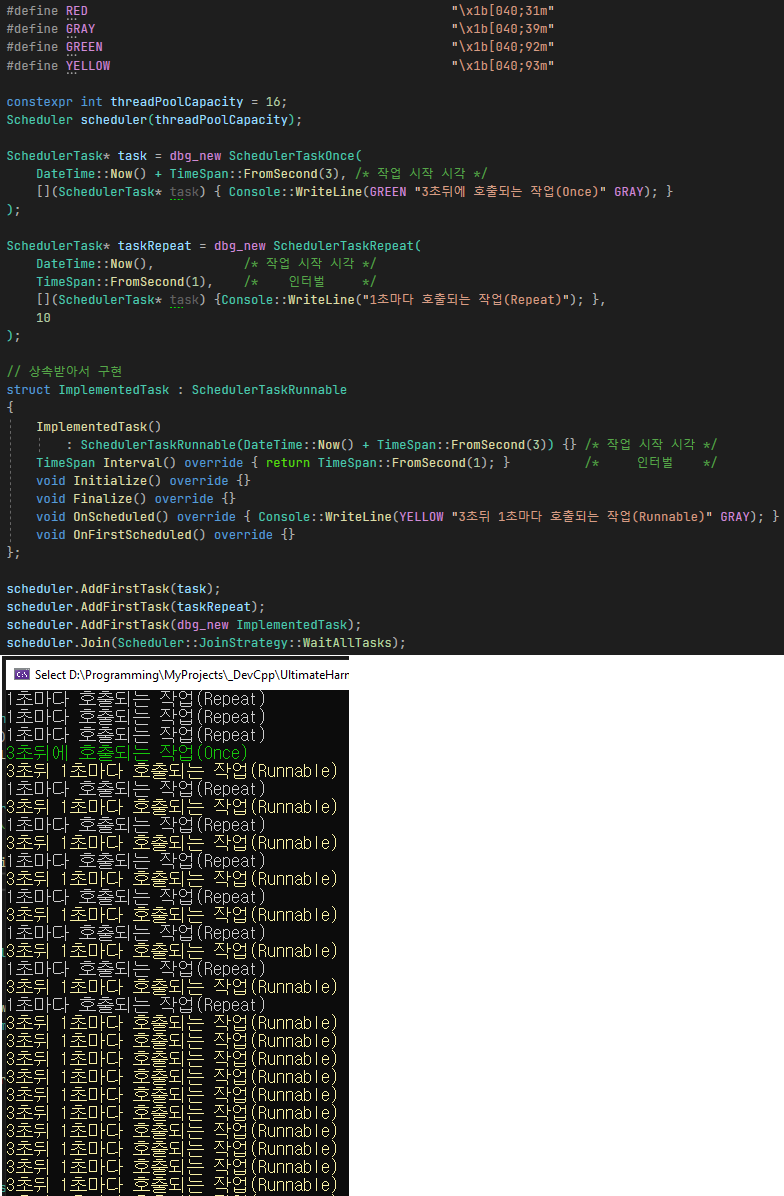 #define RED "\x1b[040;31m"
#define GRAY "\x1b[040;39m"
#define GREEN "\x1b[040;92m"
#define YELLOW "\x1b[040;93m"
constexpr int threadPoolCapacity = 16;
Scheduler scheduler(threadPoolCapacity);
SchedulerTask* task = dbg_new SchedulerTaskOnce(
DateTime::Now() + TimeSpan::FromSecond(3), /* 작업 시작 시각 */
[](SchedulerTask* task) { Console::WriteLine(GREEN "3초뒤에 호출되는 작업(Once)" GRAY); }
);
SchedulerTask* taskRepeat = dbg_new SchedulerTaskRepeat(
DateTime::Now(), /* 작업 시작 시각 */
TimeSpan::FromSecond(1), /* 인터벌 */
[](SchedulerTask* task) {Console::WriteLine("1초마다 호출되는 작업(Repeat)"); },
10
);
// 상속받아서 구현
struct ImplementedTask : SchedulerTaskRunnable
{
ImplementedTask()
: SchedulerTaskRunnable(DateTime::Now() + TimeSpan::FromSecond(3)) {} /* 작업 시작 시각 */
TimeSpan Interval() override { return TimeSpan::FromSecond(1); } /* 인터벌 */
void Initialize() override {}
void Finalize() override {}
void OnScheduled() override { Console::WriteLine(YELLOW "3초뒤 1초마다 호출되는 작업(Runnable)" GRAY); }
void OnFirstScheduled() override {}
};
scheduler.AddFirstTask(task);
scheduler.AddFirstTask(taskRepeat);
scheduler.AddFirstTask(dbg_new ImplementedTask);
scheduler.Join(Scheduler::JoinStrategy::WaitAllTasks);
Select D:\Programming\MyProjects\_DevCpp\UltimateHarr
1초마다 호출되는 작업(Repeat)
1초마다 호출되는 작업(Repeat)
1초마다 호출되는 작업(Repeat)
3초뒤에 호출되는 작업(Once)
3초뒤 1초마다 호출되는 작업(Runnable)
1초마다 호출되는 작업(Repeat)
3초뒤 1초마다 호출되는 작업(Runnable)
1초마다 호출되는 작업(Repeat)
3초뒤 1초마다 호출되는 작업(Runnable)
1초마다 호출되는 작업(Repeat)
3초뒤 1초마다 호출되는 작업(Runnable)
1초마다 호출되는 작업(Repeat)
3초뒤 1초마다 호출되는 작업(Runnable)
1초마다 호출되는 작업(Repeat)
3초뒤 1초마다 호출되는 작업(Runnable)
1초마다 호출되는 작업(Repeat)
3초뒤 1초마다 호출되는 작업(Runnable)
1초마다 호출되는 작업(Repeat)
3초뒤 1초마다 호출되는 작업(Runnable)
3초뒤 1초마다 호출되는 작업(Runnable)
3초뒤 1초마다 호출되는 작업(Runnable)
3초뒤 1초마다 호출되는 작업(Runnable)
3초뒤 1초마다 호출되는 작업(Runnable)
3초뒤 1초마다 호출되는 작업(Runnable)
3초뒤 1초마다 호출되는 작업(Runnable)
3초뒤 1초마다 호출되는 작업(Runnable)
3초뒤 1초마다 호출되는 작업(Runnable)
3초뒤 1초마다 호출되는 작업(Runnable)